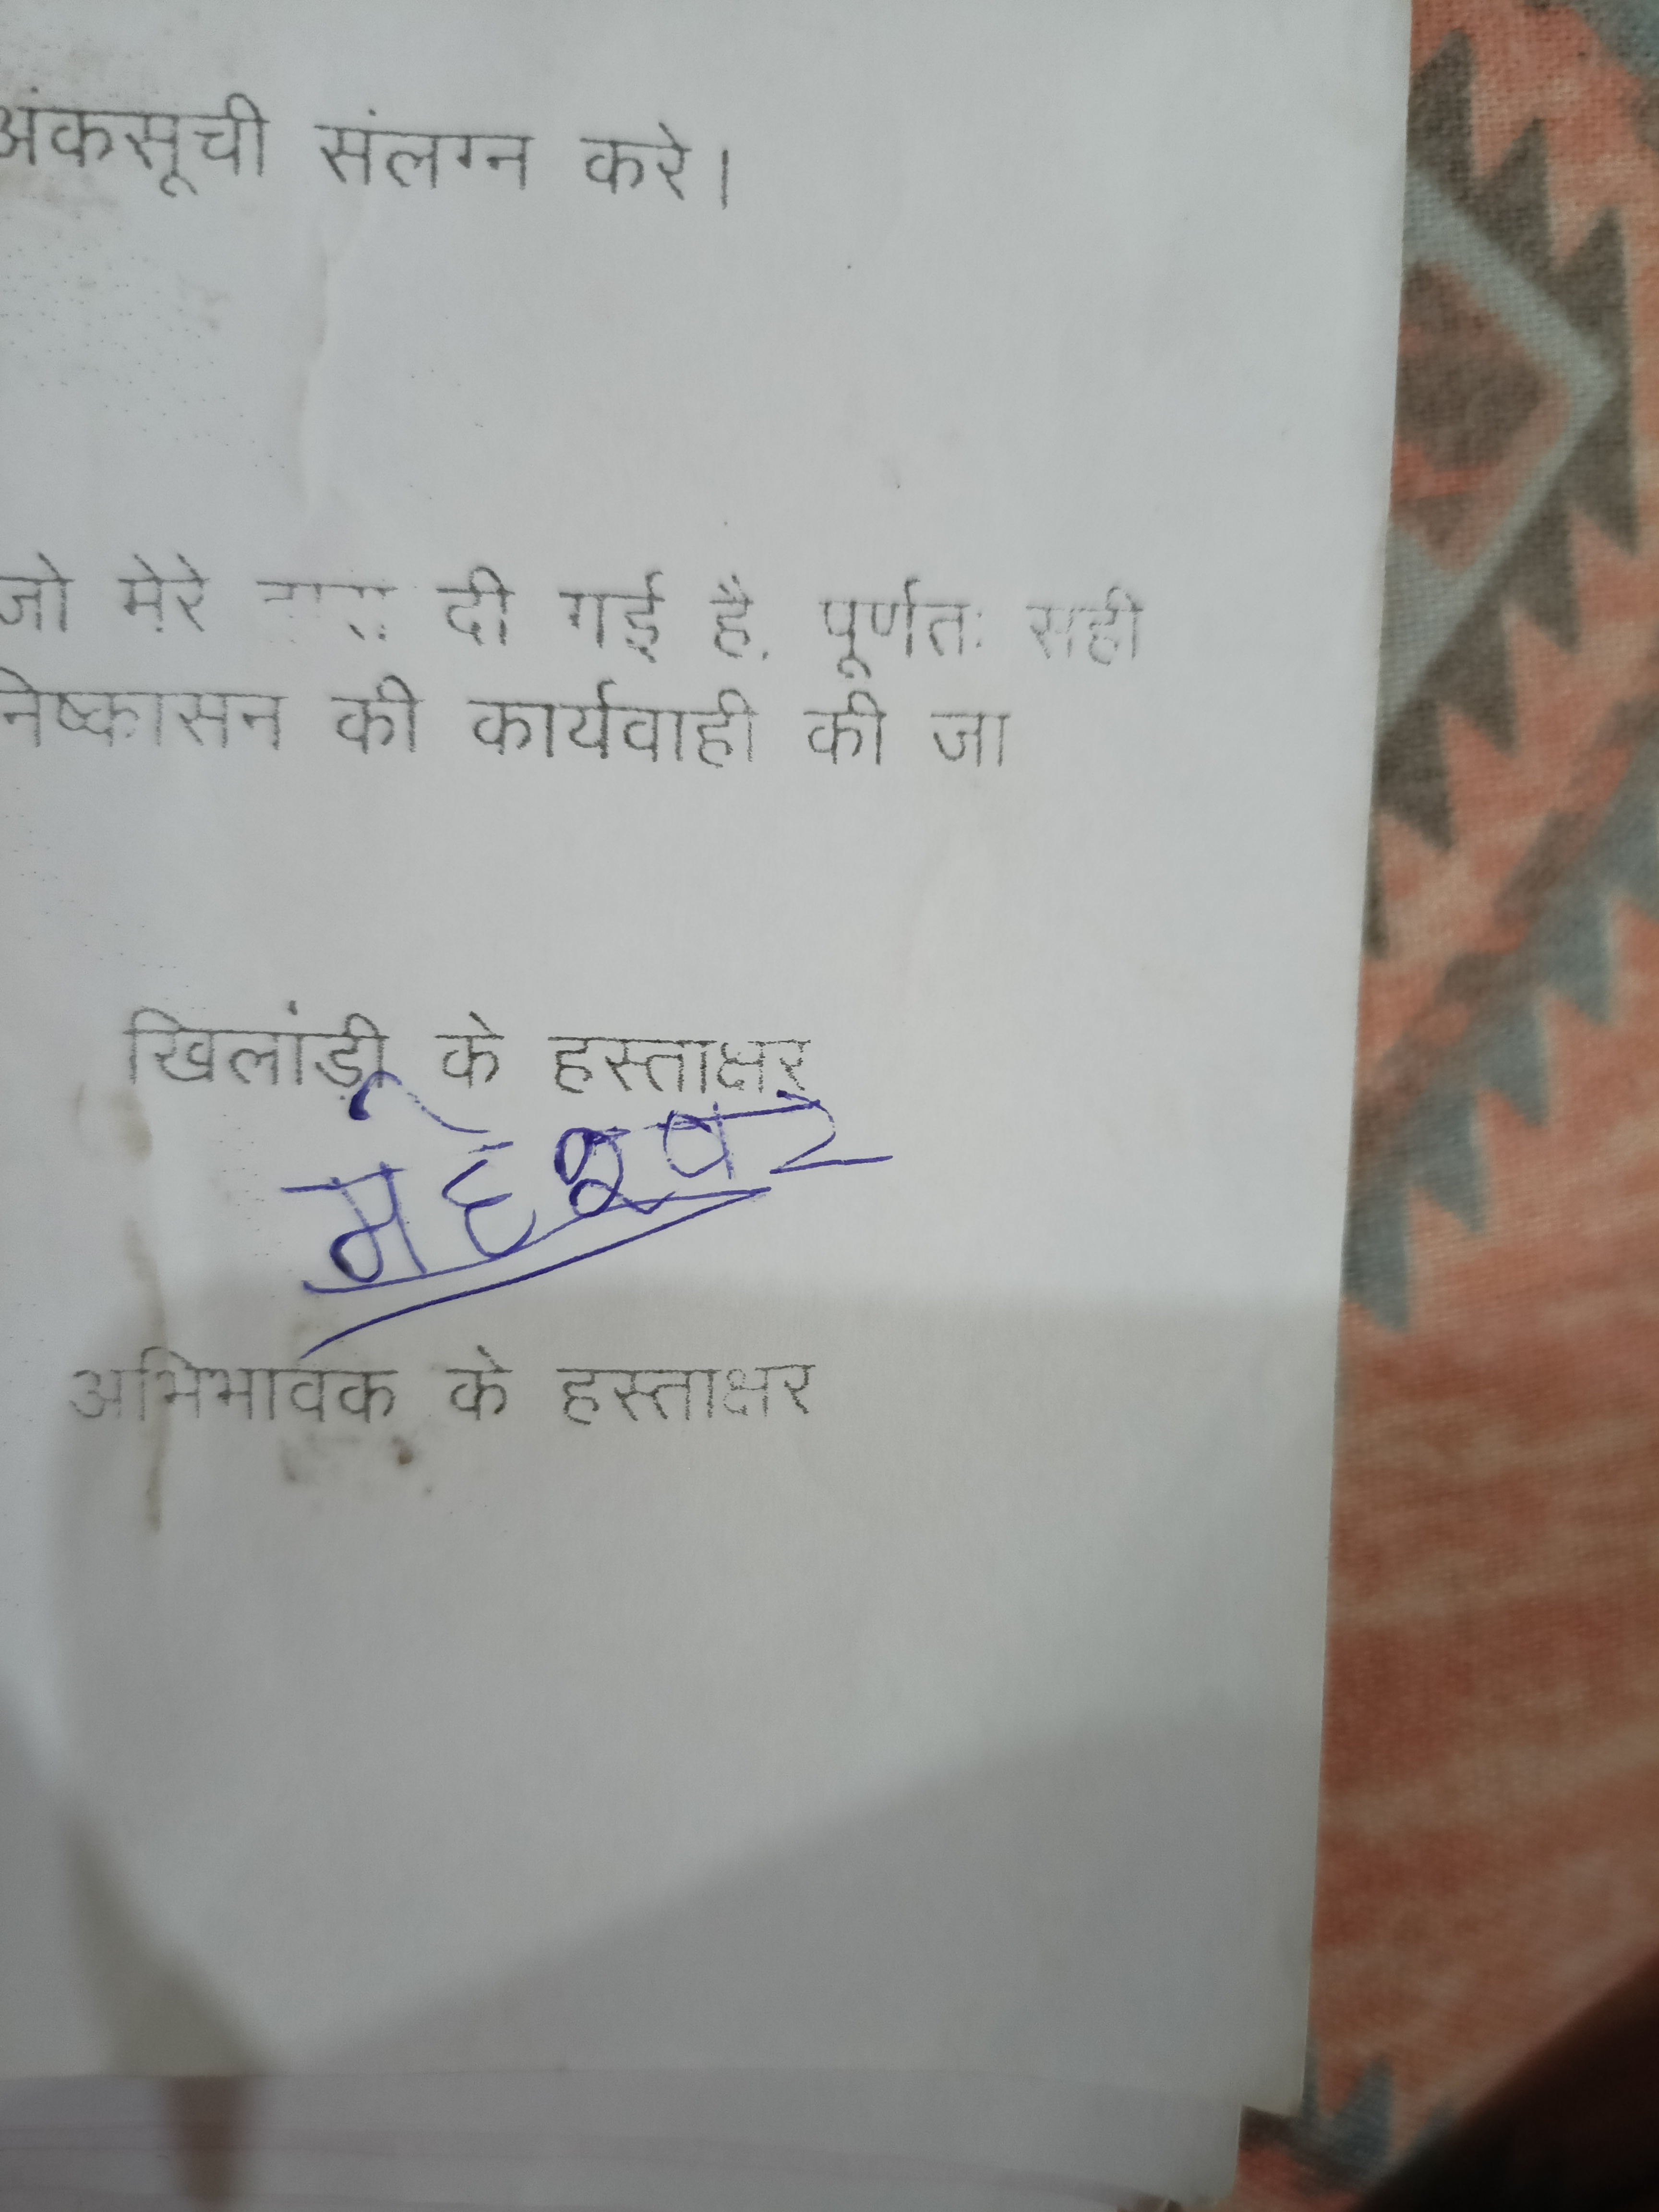 अंकसूची संलग्न करे।
जो मेरे दी गई है, पूर्णतः सही
निष्कासन की कार्यवाही की जा
खिलांड़ी के हस्ताक्षर
अभिभावक के हस्ताक्षर